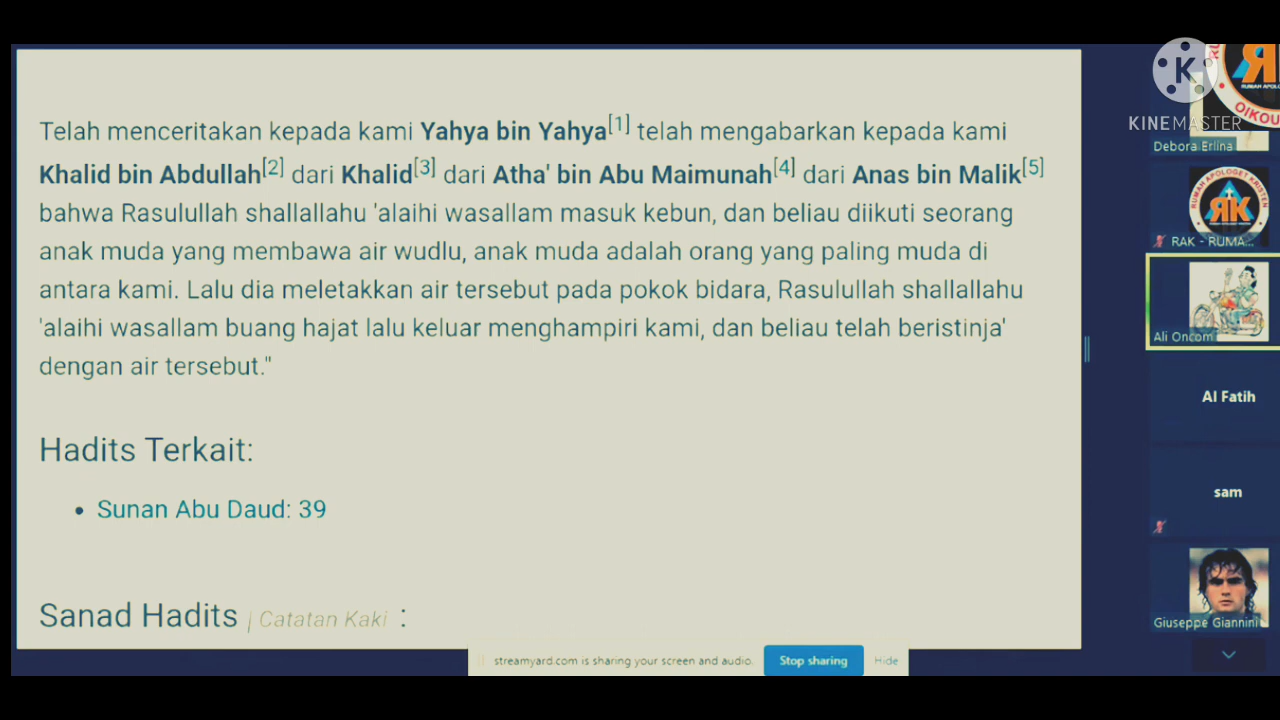 Telah menceritakan kepada kami Yahya bin Yahya[1] telah mengabarkan kepada kami
Khalid bin Abdullah[2] dari Khalid[3] dari Atha' bin Abu Maimunah[4] dari Anas bin Malik[5]
bahwa Rasulullah shallallahu 'alaihi wasallam masuk kebun, dan beliau diikuti seorang
anak muda yang membawa air wudlu, anak muda adalah orang yang paling muda di
antara kami. Lalu dia meletakkan air tersebut pada pokok bidara, Rasulullah shallallahu
'alaihi wasallam buang hajat lalu keluar menghampiri kami, dan beliau telah beristinja'
dengan air tersebut."
Hadits Terkait:
• Sunan Abu Daud: 39
Sanad Hadits | Catatan Kaki :
streamyard.com is sharing your screen and audio.
Stop sharing
Hide
K
KINEMASTER
OIKOU
Debora Erlina
RUMAH APOLOGET KRISTEN
RK
RAK - RUMA...
Ali Oncom
Al Fatih
sam
Giuseppe Giannini